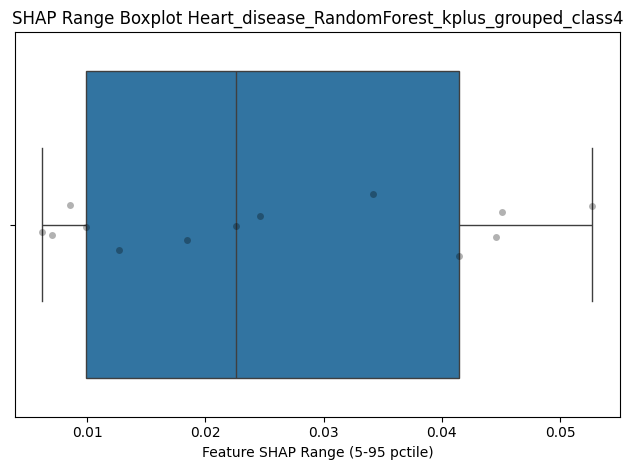 SHAP Range Boxplot Heart_disease_RandomForest_kplus_grouped_class4
0.01 0.02 0.03 0.04 0.05
Feature SHAP Range (5-95 pctile)